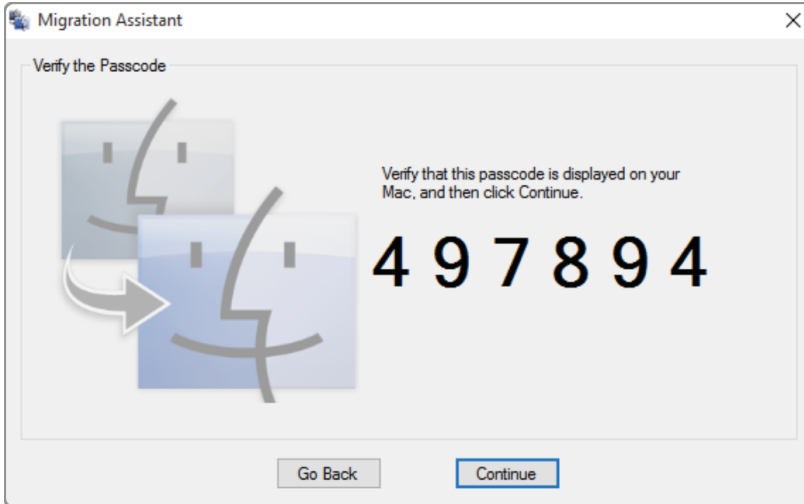 Migration Assistant
Verify the Passcode
Verify that this passcode is displayed on your
Mac, and then click Continue.
4 9 7 8 9 4
Go Back Continue